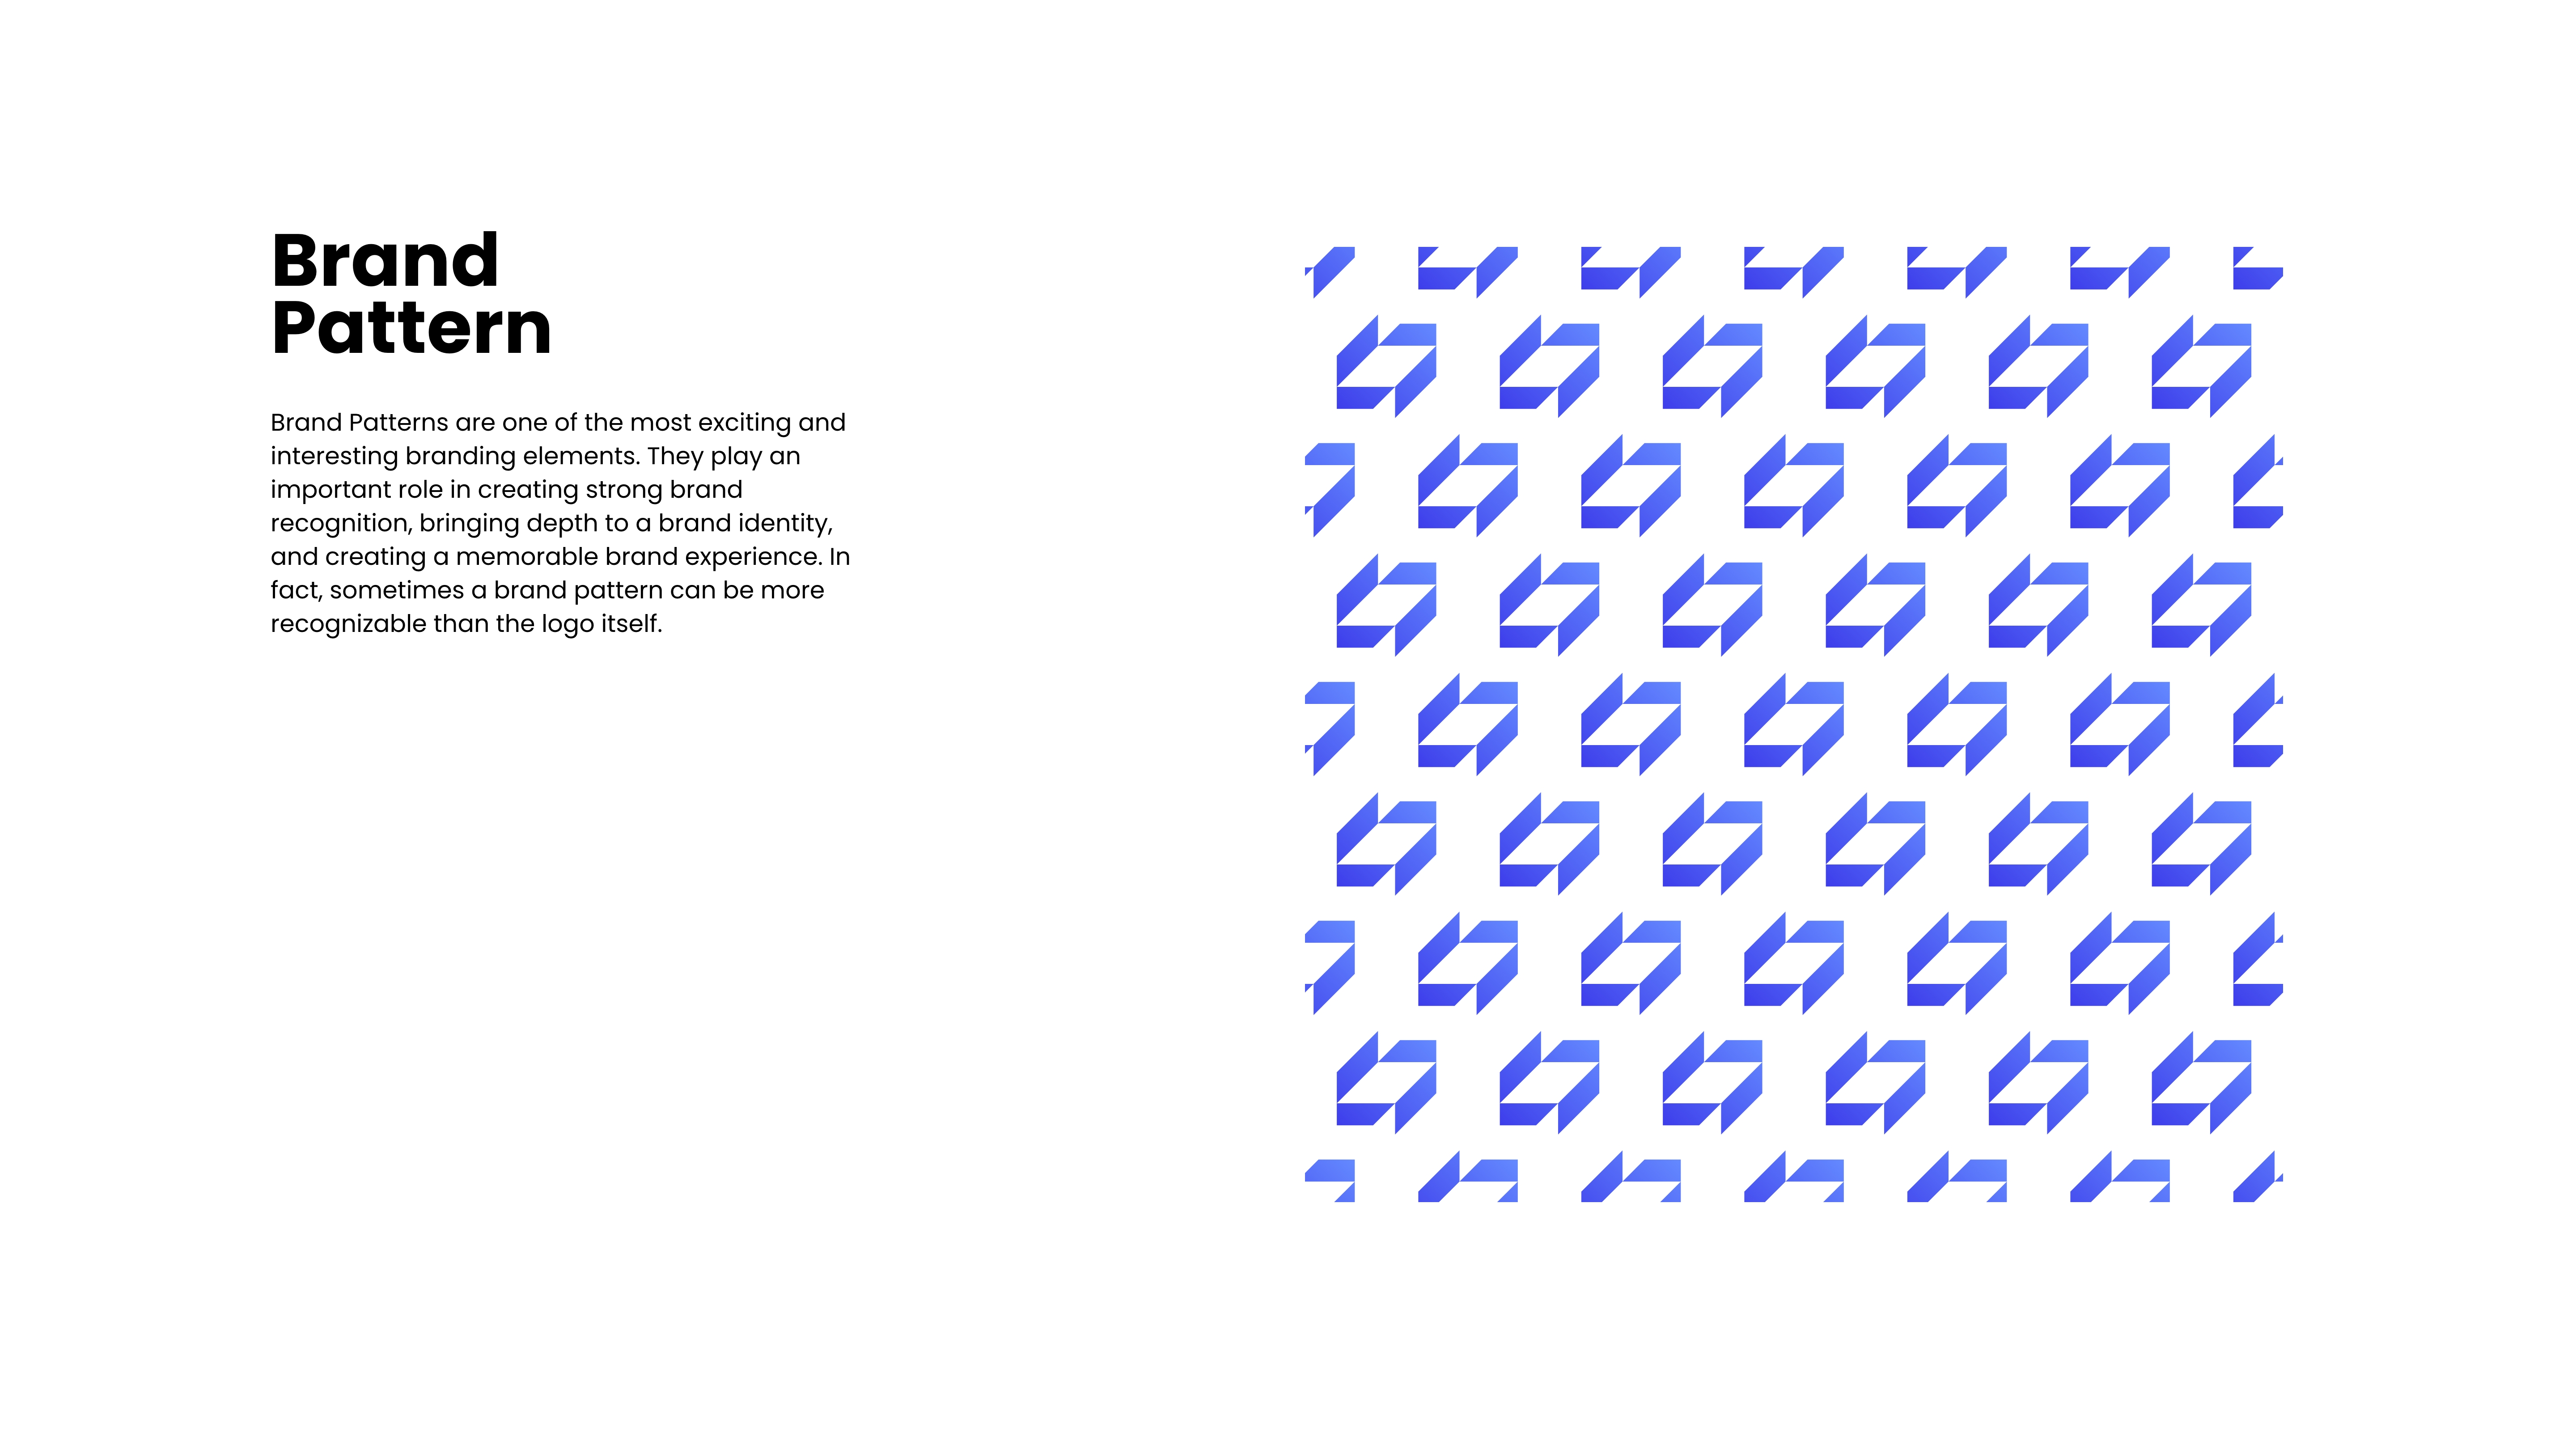 Brand
Pattern
Brand Patterns are one of the most exciting and
interesting branding elements. They play an
important role in creating strong brand
recognition, bringing depth to a brand identity,
and creating a memorable brand experience. In
fact, sometimes a brand pattern can be more
recognizable than the logo itself.